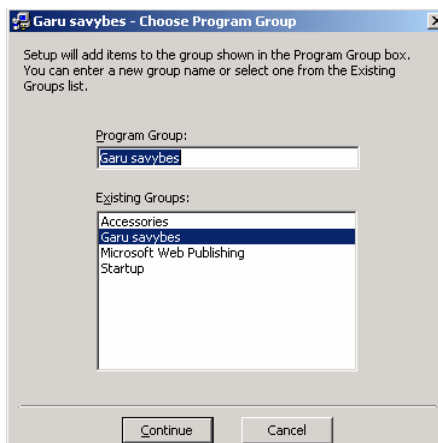 Garu savybes - Choose Program Group
Setup will add items to the group shown in the Program Group box.
You can enter a new group name or select one from the Existing
Groups list.
Program Group:
Garu savybes
Existing Groups:
Accessories
Garu savybes
Microsoft Web Publishing
Startup
Continue
Cancel